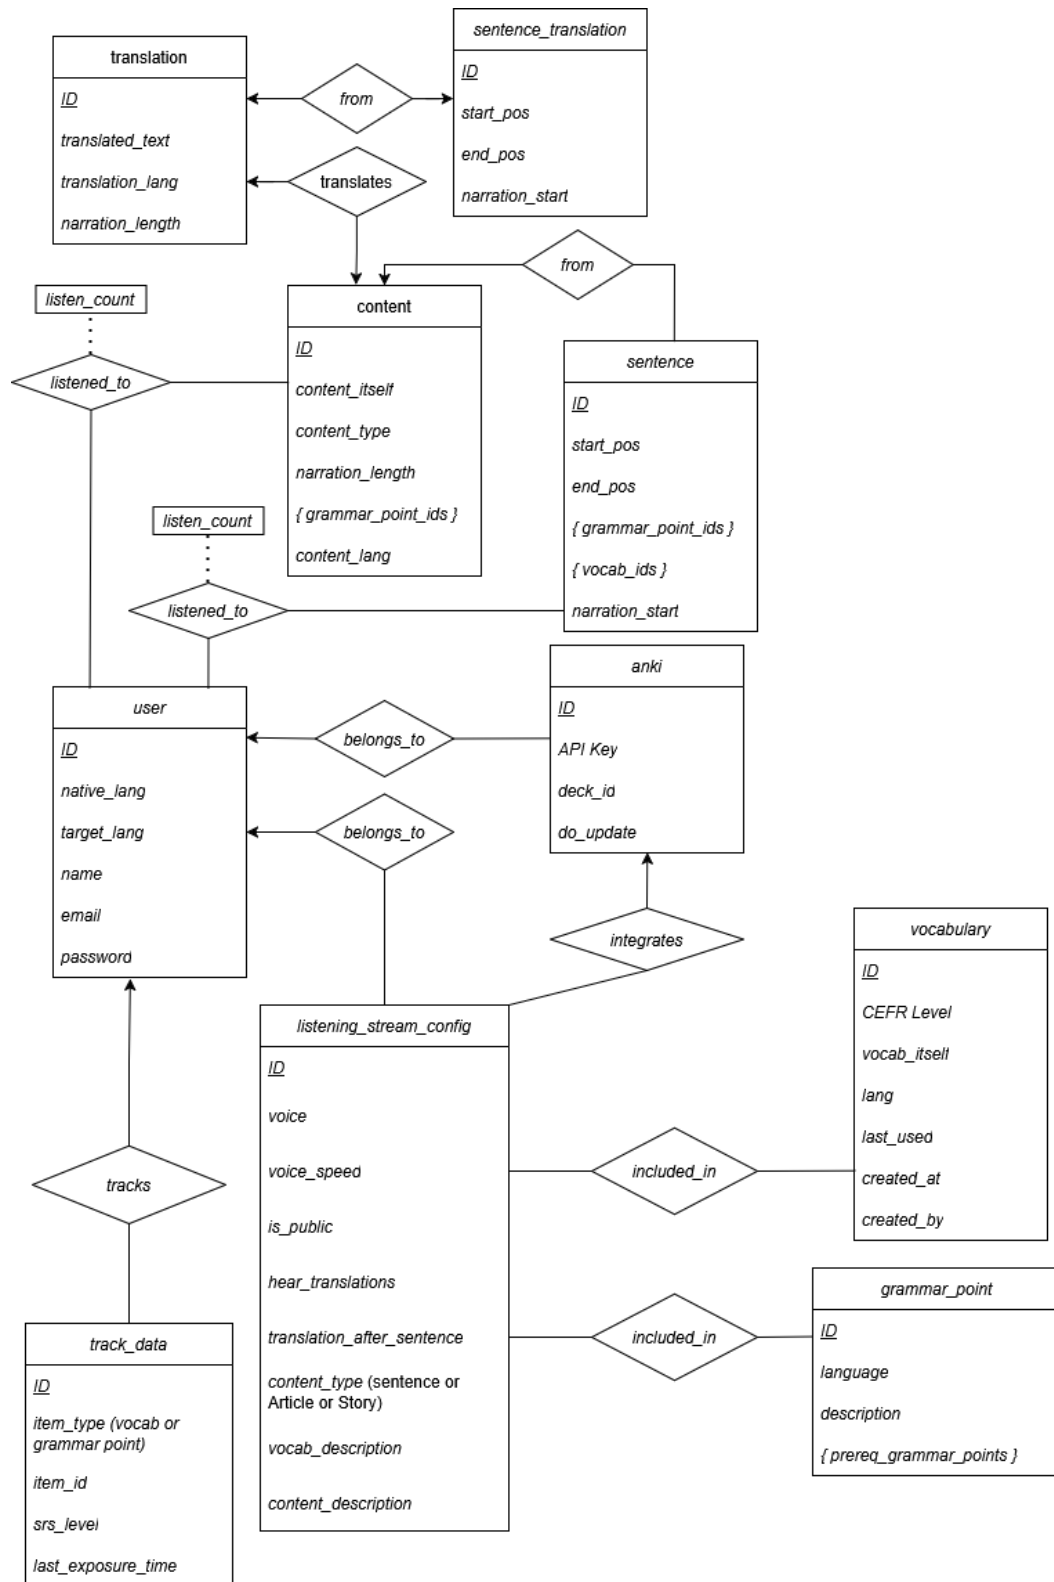 sentence_translation
ID
start_pos
end_pos
narration_start
translation
ID
translated_text
translation_lang
narration_length
from
translates
from
content
ID
content_itself
content_type
narration_length
{ grammar_point_ids }
content_lang
listen_count
listened_to
sentence
ID
start_pos
end_pos
{ grammar_point_ids }
{ vocab_ids }
narration_start
listen_count
listened_to
user
ID
native_lang
target_lang
name
email
password
belongs_to
belongs_to
anki
ID
API Key
deck_id
do_update
integrates
vocabulary
ID
CEFR Level
vocab_itself
lang
last_used
created_at
created_by
listening_stream_config
ID
voice
voice_speed
is_public
hear_translations
translation_after_sentence
content_type (sentence or
Article or Story)
vocab_description
content_description
included_in
included_in
grammar_point
ID
language
description
{ prereq_grammar_points }
tracks
track_data
ID
item_type (vocab or
grammar point)
item_id
srs_level
last_exposure_time